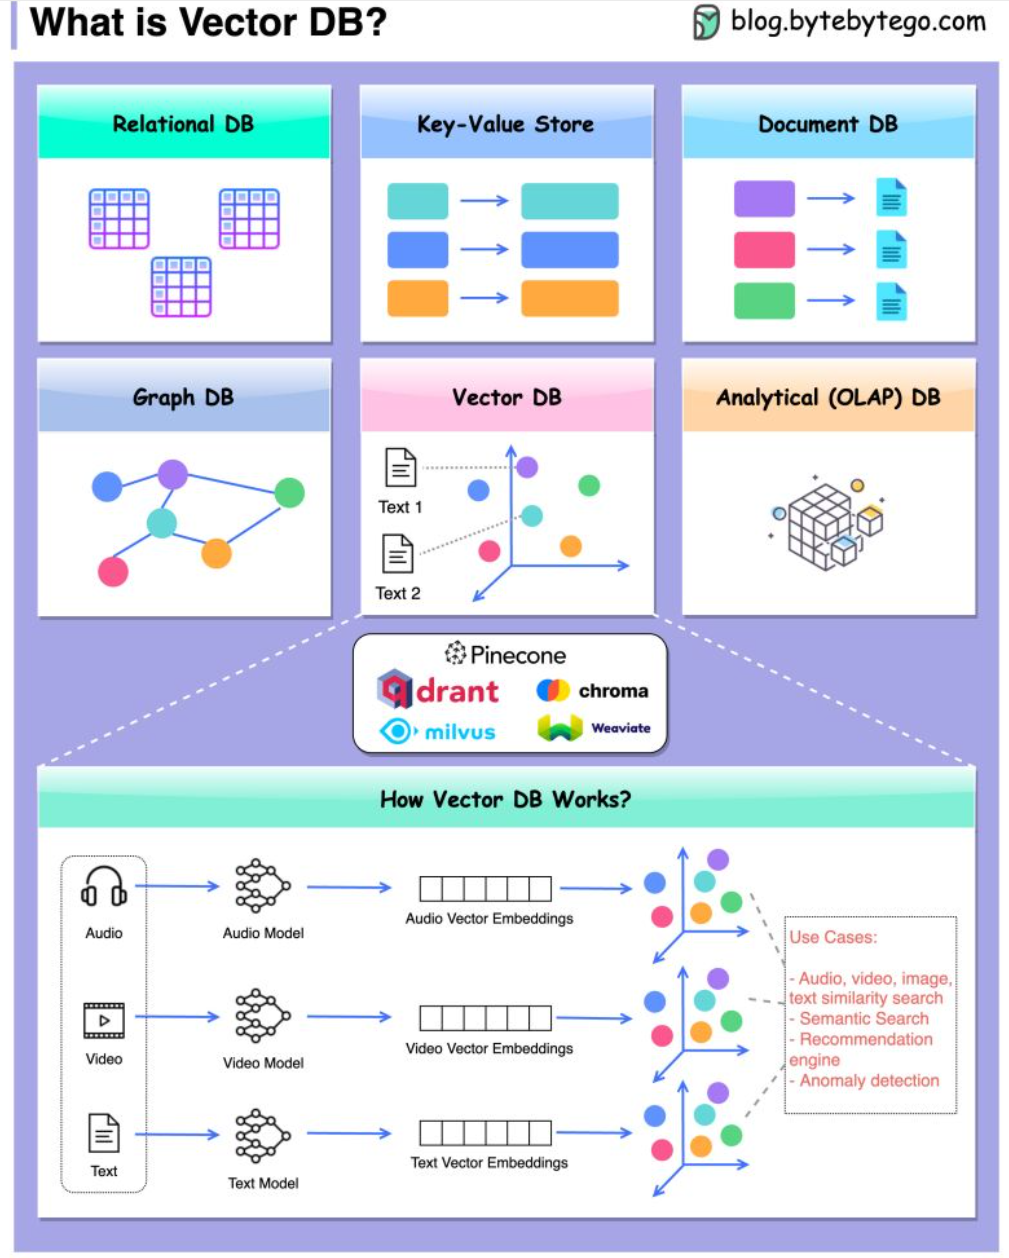 What is Vector DB?
blog.bytebytego.com
Relational DB
Key-Value Store
Document DB
Graph DB
Vector DB
Analytical (OLAP) DB
Text 1
Text 2
Pinecone
qdrant
chroma
milvus
Weaviate
How Vector DB Works?
Audio
Audio Model
Audio Vector Embeddings
Video
Video Model
Video Vector Embeddings
Text
Text Model
Text Vector Embeddings
Use Cases:
- Audio, video, image,
text similarity search
- Semantic Search
- Recommendation
engine
- Anomaly detection